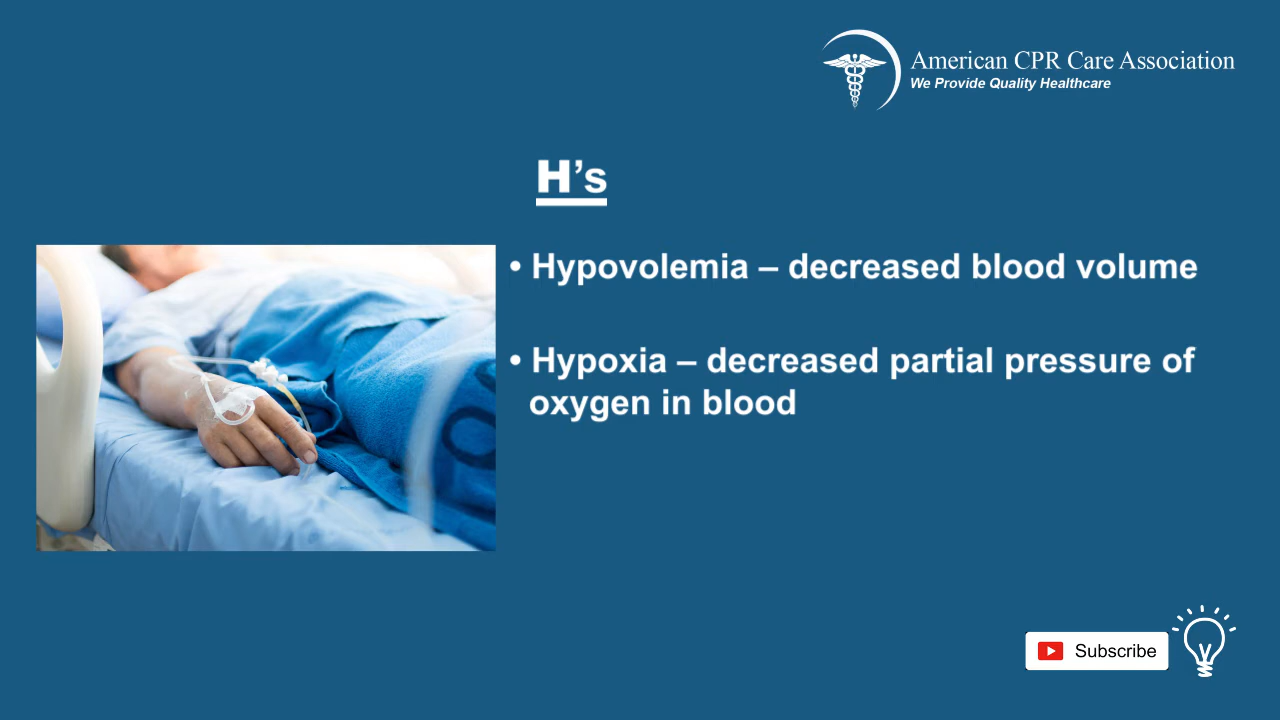 American CPR Care Association
We Provide Quality Healthcare
H’s
• Hypovolemia – decreased blood volume
• Hypoxia – decreased partial pressure of
oxygen in blood
Subscribe